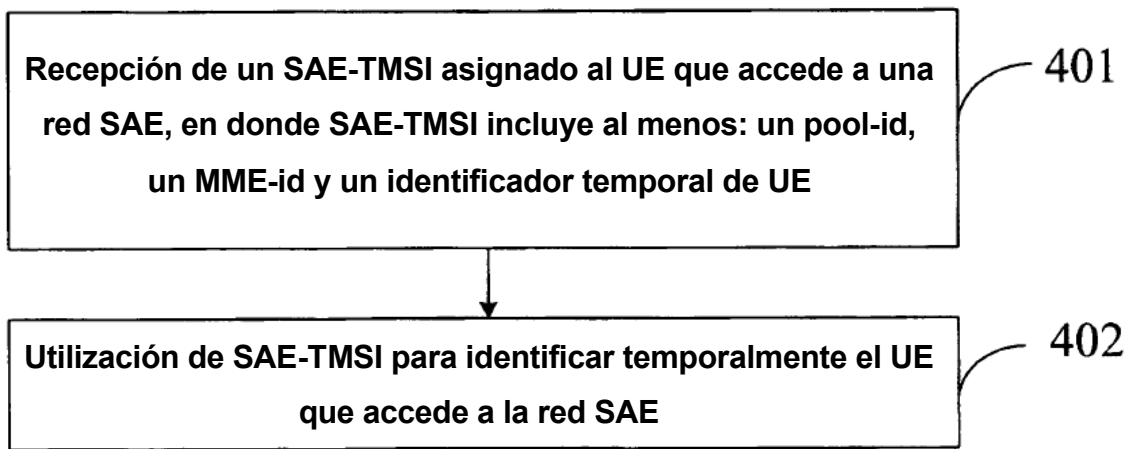 Recepción de un SAE-TMSI asignado al UE que accede a una
red SAE, en donde SAE-TMSI incluye al menos: un pool-id,
un MME-id y un identificador temporal de UE
401
Utilización de SAE-TMSI para identificar temporalmente el UE
que accede a la red SAE
402